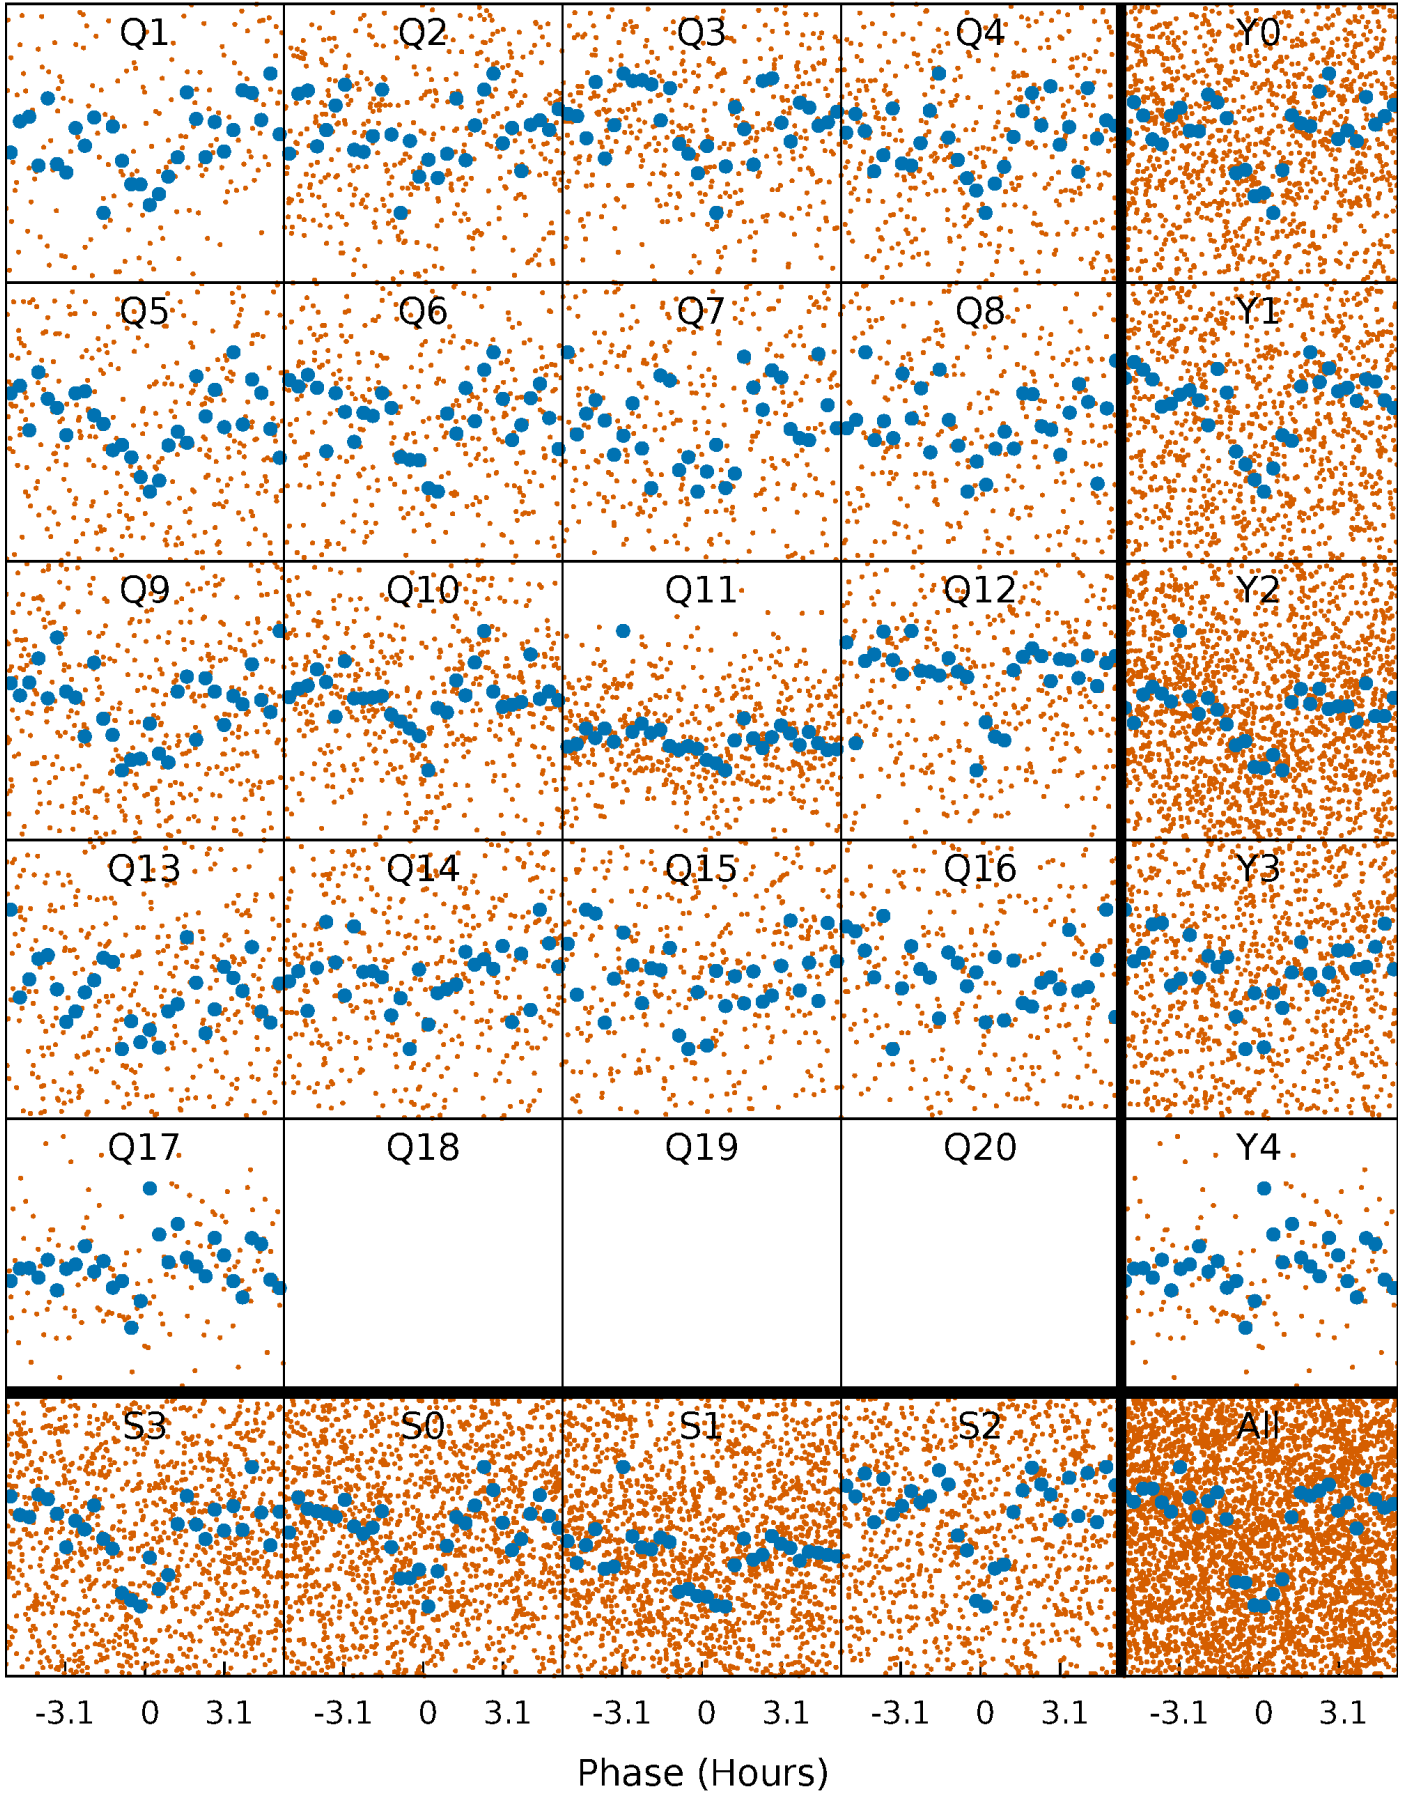 Q1 Q2 Q3 Q4 Y0
Q5 Q6 Q7 Q8 Y1
Q9 Q10 Q11 Q12 Y2
Q13 Q14 Q15 Q16 Y3
Q17 Q18 Q19 Q20 Y4
S3 S0 S1 S2 All
-3.1 0 3.1 -3.1 0 3.1 -3.1 0 3.1 -3.1 0 3.1 -3.1 0 3.1
Phase (Hours)